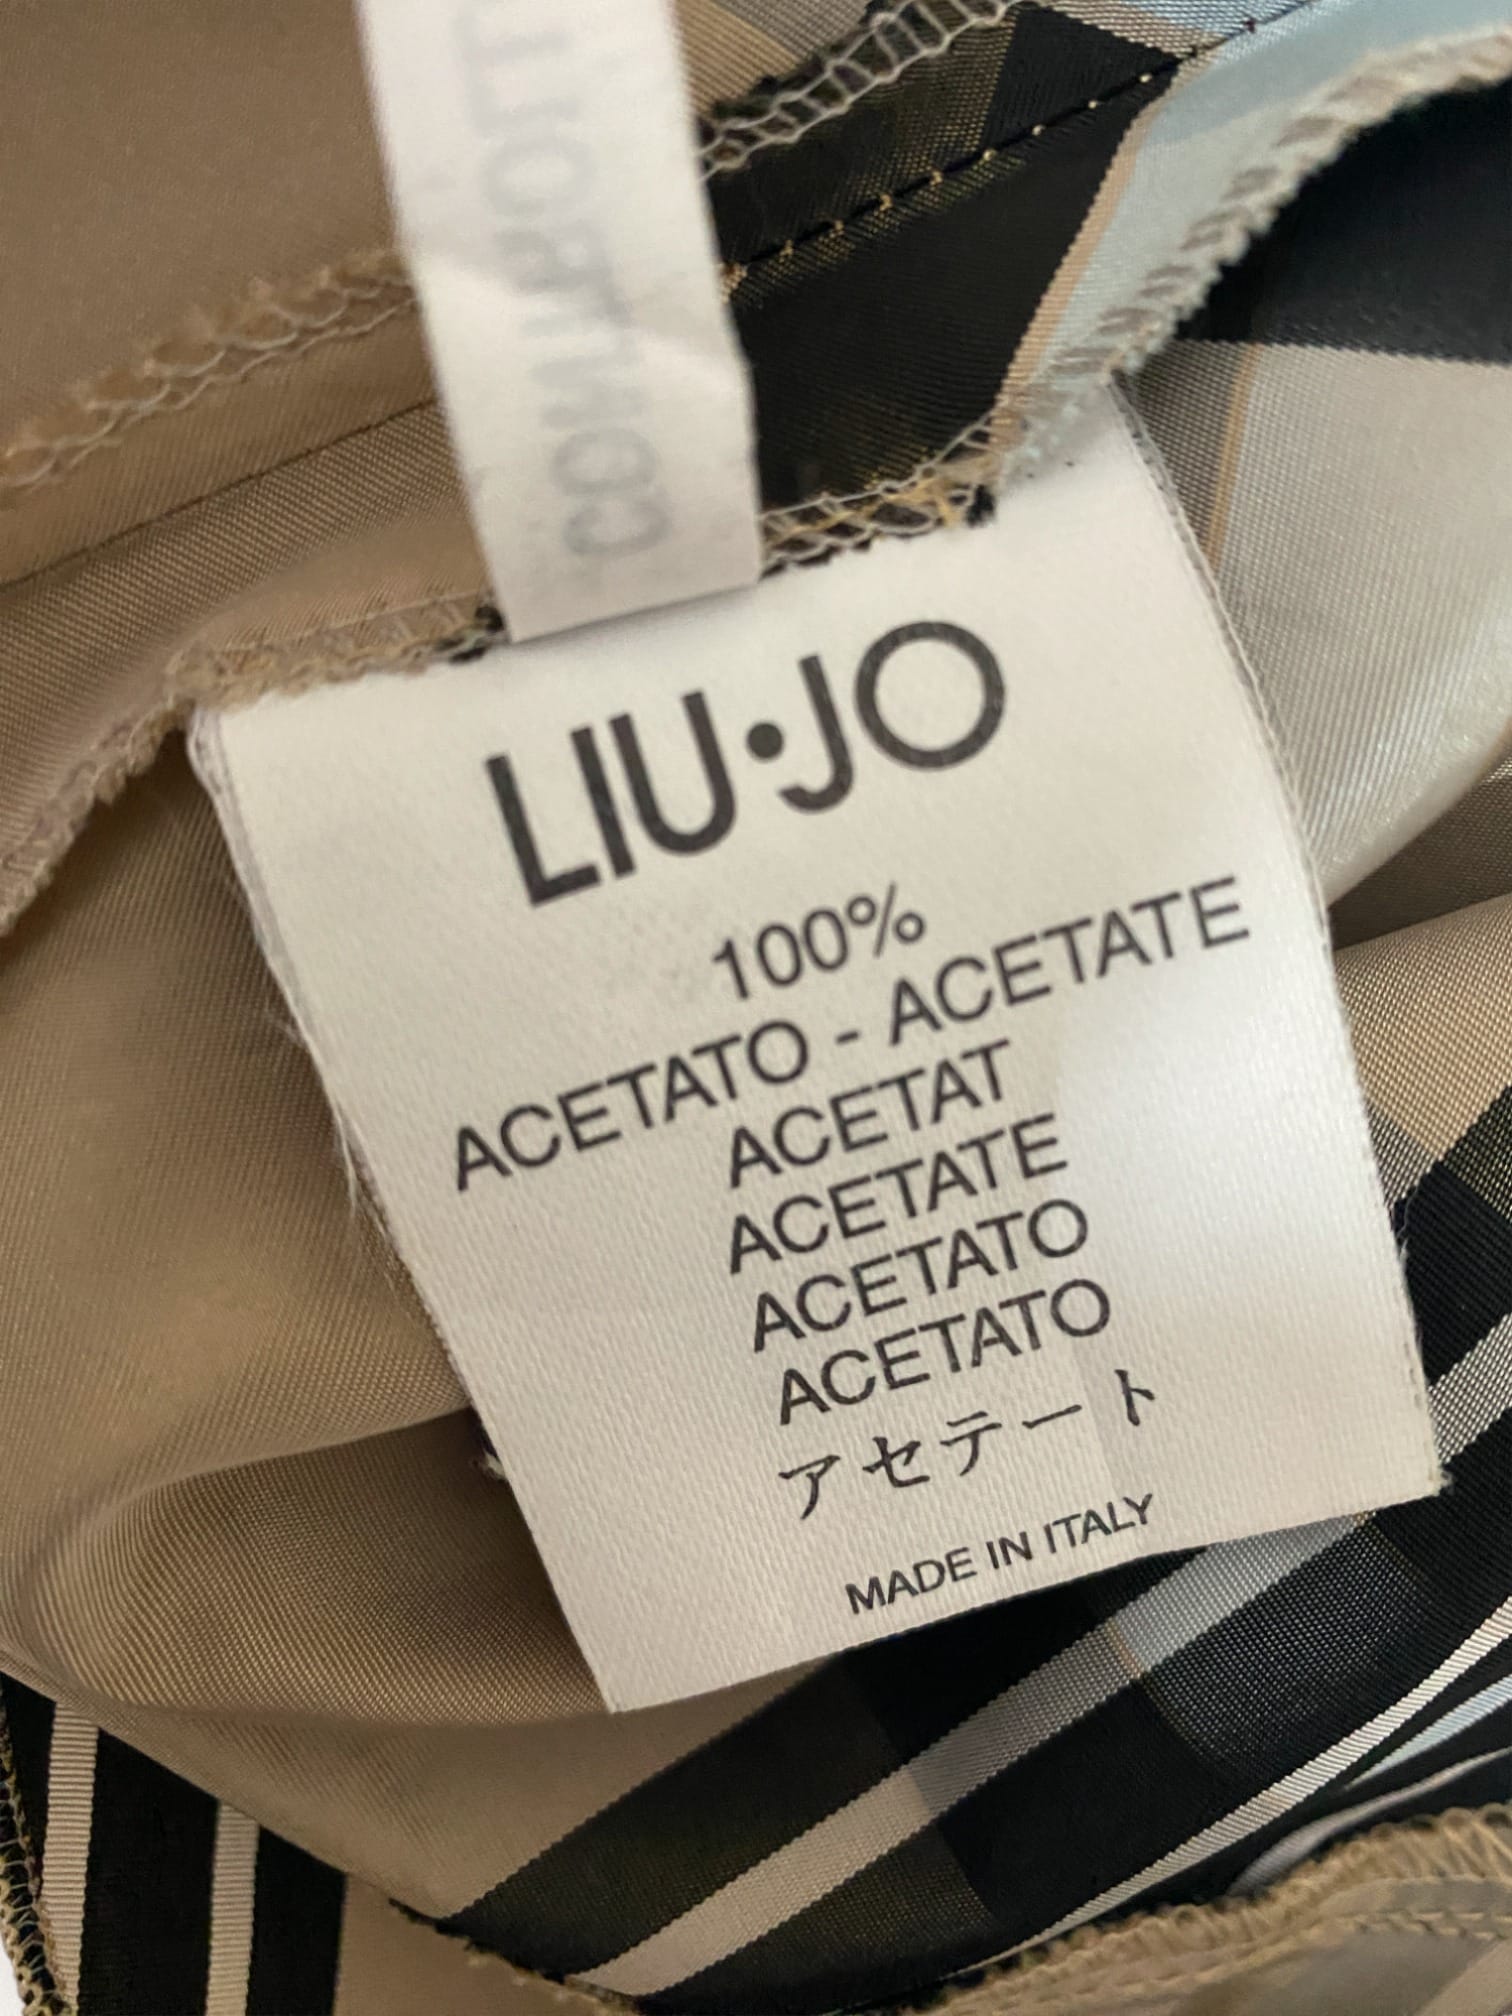 LIU·JO
100%
ACETATO - ACETATE
ACETAT
ACETATE
ACETATO
ACETATO
アセテート
MADE IN ITALY